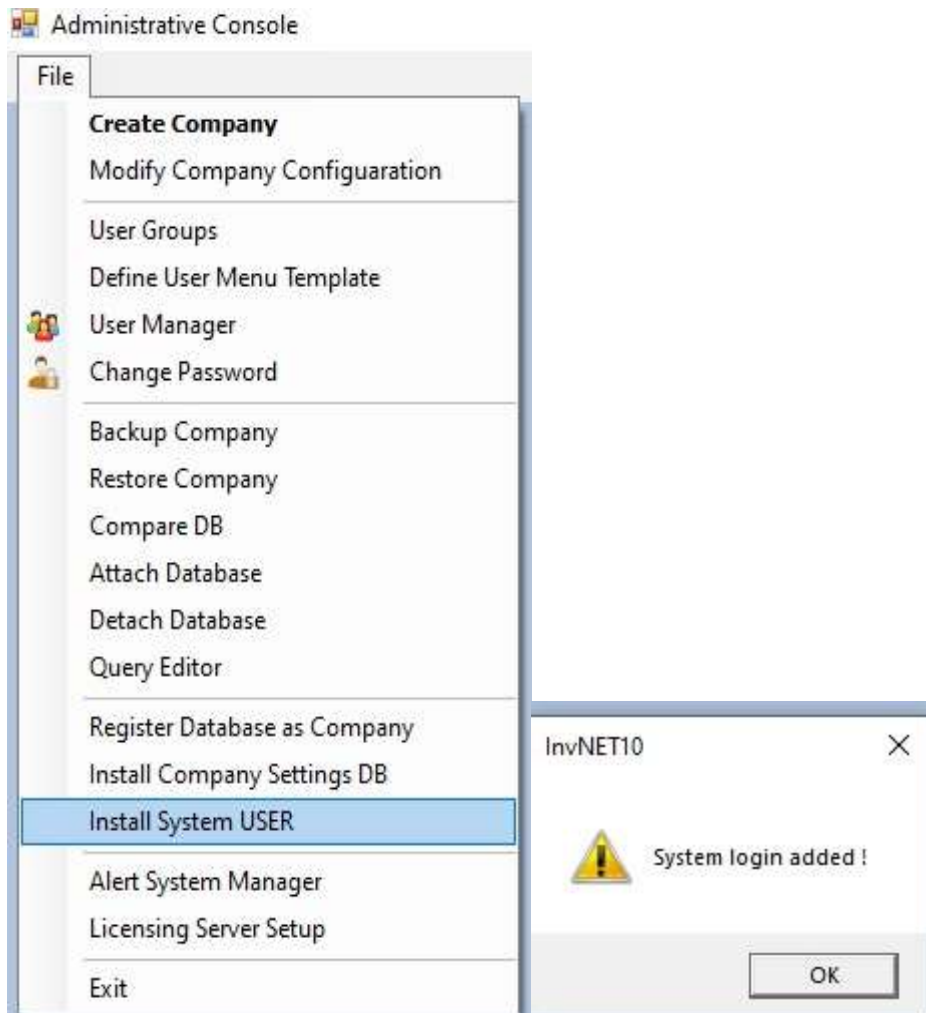 Administrative Console
File
Create Company
Modify Company Configuaration
User Groups
Define User Menu Template
User Manager
Change Password
Backup Company
Restore Company
Compare DB
Attach Database
Detach Database
Query Editor
Register Database as Company
Install Company Settings DB
Install System USER
Alert System Manager
Licensing Server Setup
Exit
InvNET10
System login added !
OK